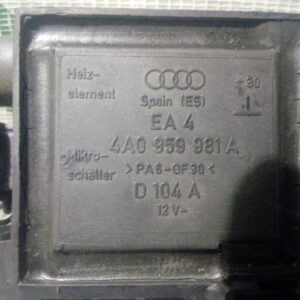 Heiz-
element
Spain (ES)
EA 4
4A0 959 981 A
Mikro-
schalter
>PA6-GF30<
D 104 A
12V-